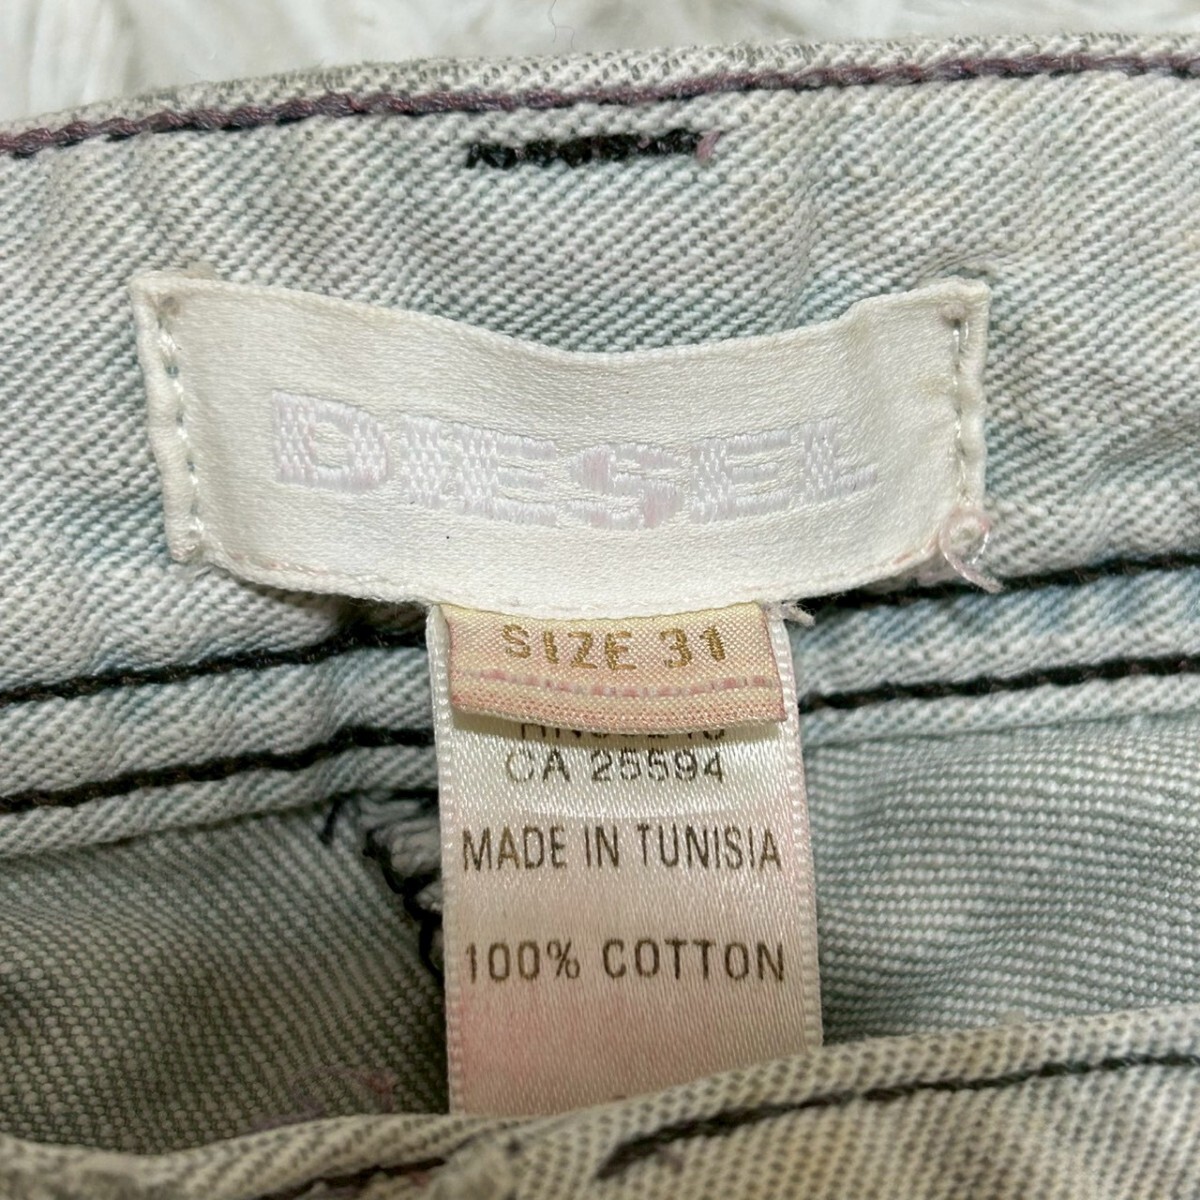 DIESEL
SIZE 31
CA 25594
MADE IN TUNISIA
100% COTTON